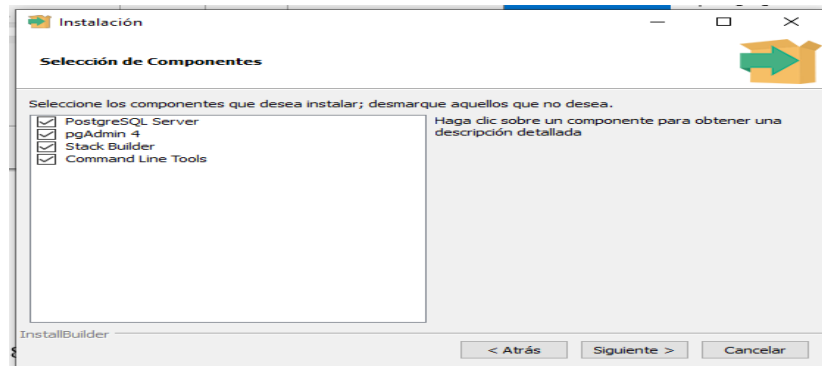 Instalación
Selección de Componentes
Seleccione los componentes que desea instalar; desmarque aquellos que no desea.
PostgreSQL Server
pgAdmin 4
Stack Builder
Command Line Tools
Haga clic sobre un componente para obtener una
descripción detallada
InstallBuilder
< Atrás
Siguiente >
Cancelar